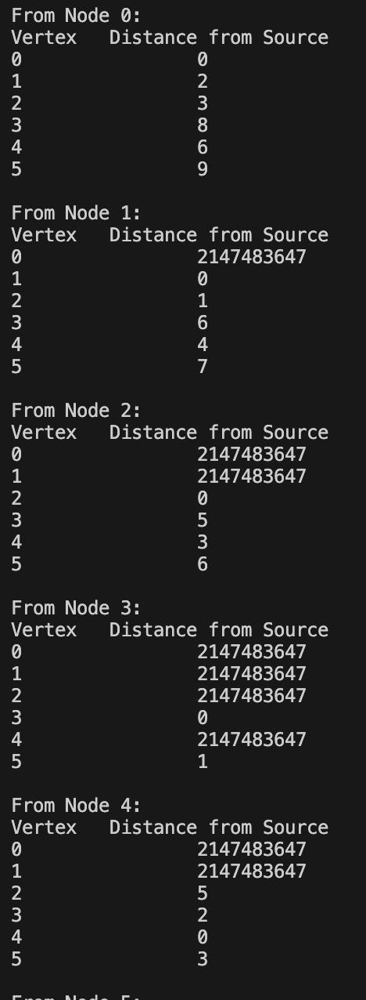 From Node 0:
Vertex   Distance from Source
0                 0
1                 2
2                 3
3                 8
4                 6
5                 9
From Node 1:
Vertex   Distance from Source
0                 2147483647
1                 0
2                 1
3                 6
4                 4
5                 7
From Node 2:
Vertex   Distance from Source
0                 2147483647
1                 2147483647
2                 0
3                 5
4                 3
5                 6
From Node 3:
Vertex   Distance from Source
0                 2147483647
1                 2147483647
2                 2147483647
3                 0
4                 2147483647
5                 1
From Node 4:
Vertex   Distance from Source
0                 2147483647
1                 2147483647
2                 5
3                 2
4                 0
5                 3
From Node 5: